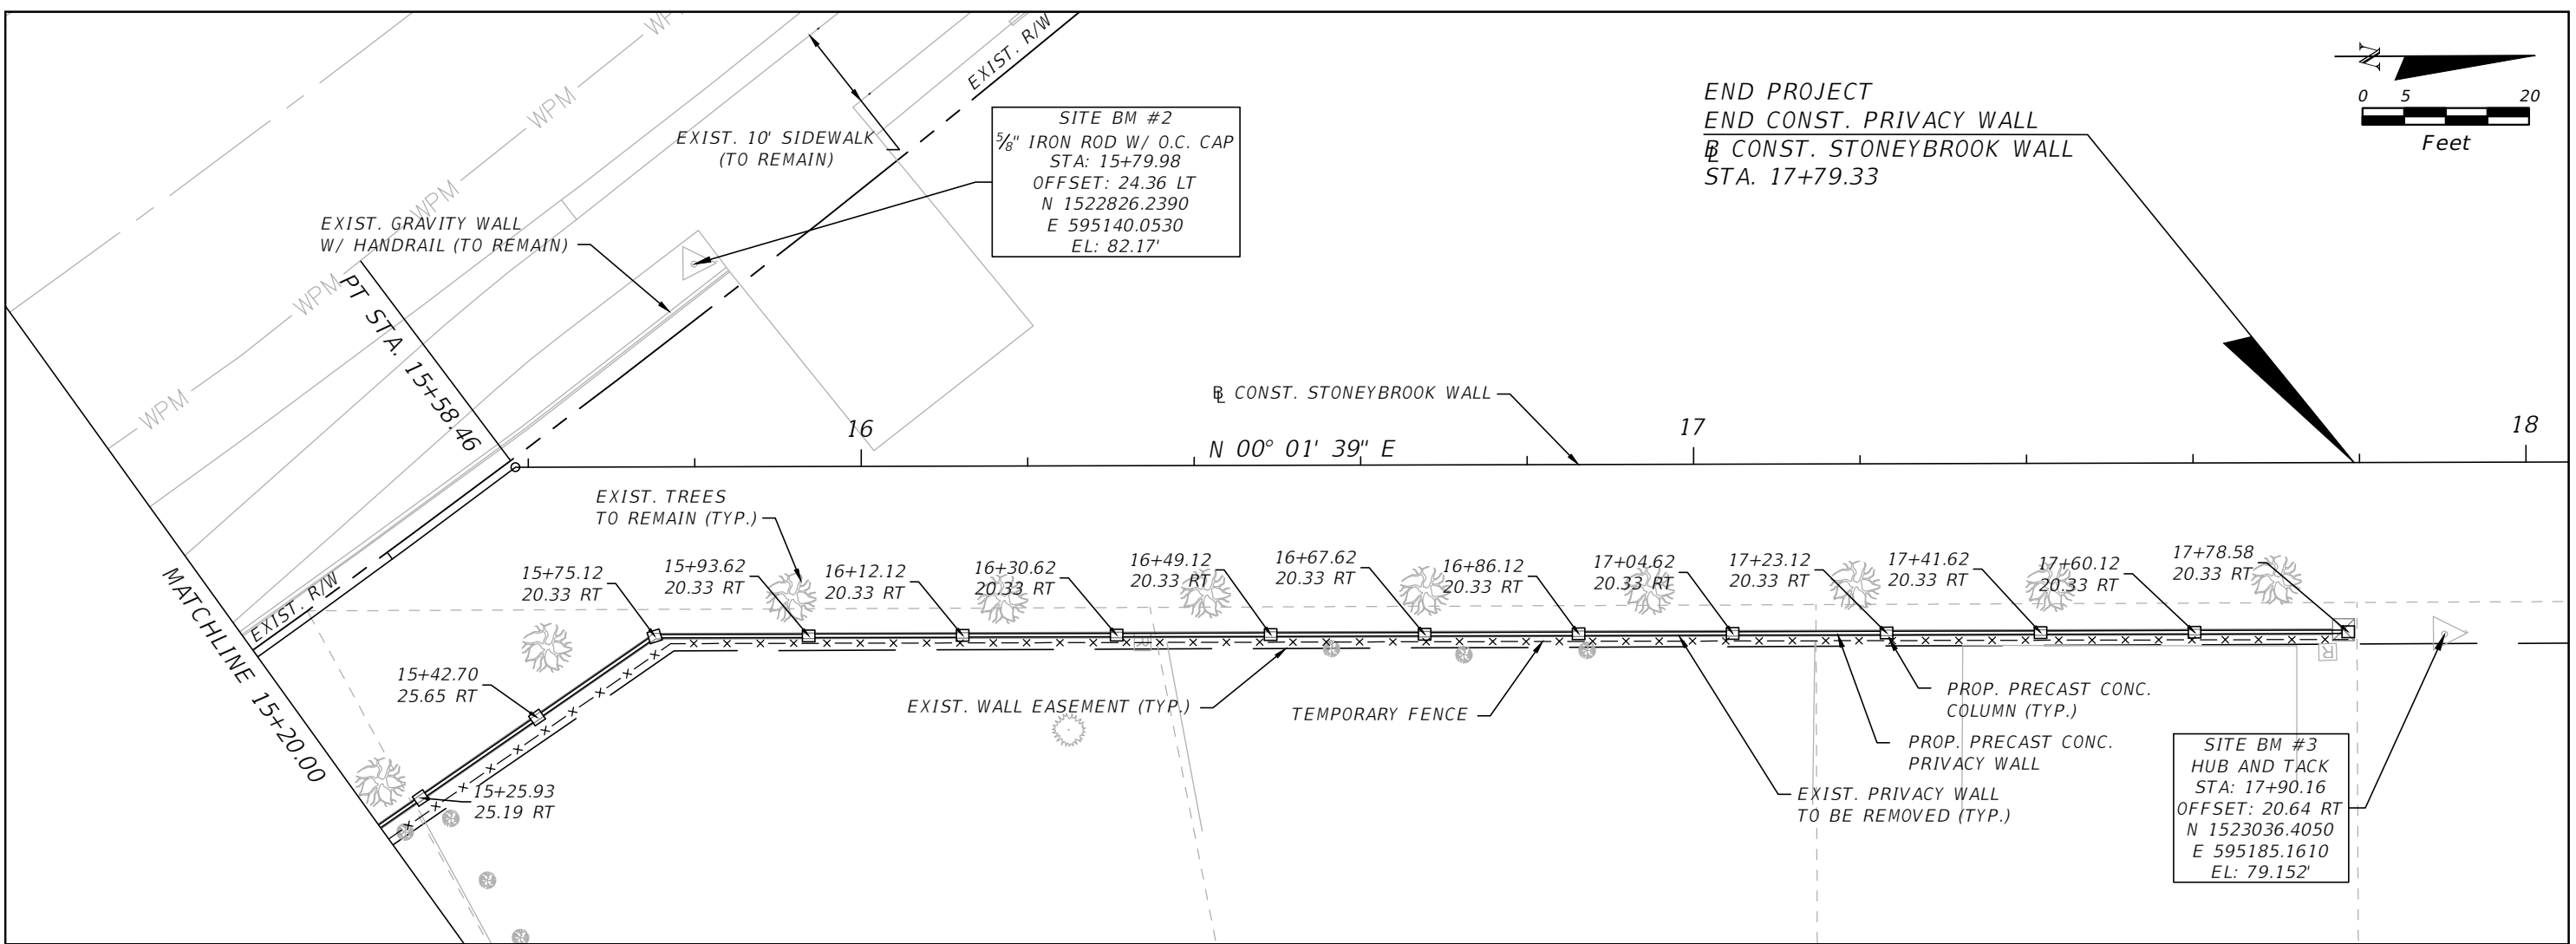 WPM
WPM
WPM
WPM
WPM
EXIST. R/W
EXIST. 10' SIDEWALK
(TO REMAIN)
SITE BM #2
⅝" IRON ROD W/ O.C. CAP
STA: 15+79.98
OFFSET: 24.36 LT
N 1522826.2390
E 595140.0530
EL: 82.17'
END PROJECT
END CONST. PRIVACY WALL
BL CONST. STONEYBROOK WALL
STA. 17+79.33
N
0 5 20
Feet
EXIST. GRAVITY WALL
W/ HANDRAIL (TO REMAIN)
PT STA. 15+58.46
BL CONST. STONEYBROOK WALL
16
17
18
N 00° 01' 39" E
EXIST. TREES
TO REMAIN (TYP.)
EXIST. R/W
MATCHLINE 15+20.00
15+75.12
20.33 RT
15+93.62
20.33 RT
16+12.12
20.33 RT
16+30.62
20.33 RT
16+49.12
20.33 RT
16+67.62
20.33 RT
16+86.12
20.33 RT
17+04.62
20.33 RT
17+23.12
20.33 RT
17+41.62
20.33 RT
17+60.12
20.33 RT
17+78.58
20.33 RT
R
R
15+42.70
25.65 RT
15+25.93
25.19 RT
EXIST. WALL EASEMENT (TYP.)
TEMPORARY FENCE
PROP. PRECAST CONC.
COLUMN (TYP.)
PROP. PRECAST CONC.
PRIVACY WALL
EXIST. PRIVACY WALL
TO BE REMOVED (TYP.)
SITE BM #3
HUB AND TACK
STA: 17+90.16
OFFSET: 20.64 RT
N 1523036.4050
E 595185.1610
EL: 79.152'